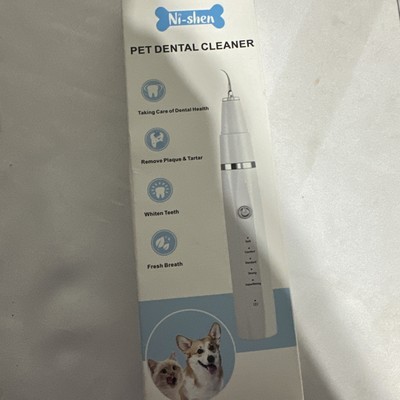 Ni-shen
PET DENTAL CLEANER
Taking Care of Dental Health
Remove Plaque & Tartar
Whiten Teeth
Fresh Breath